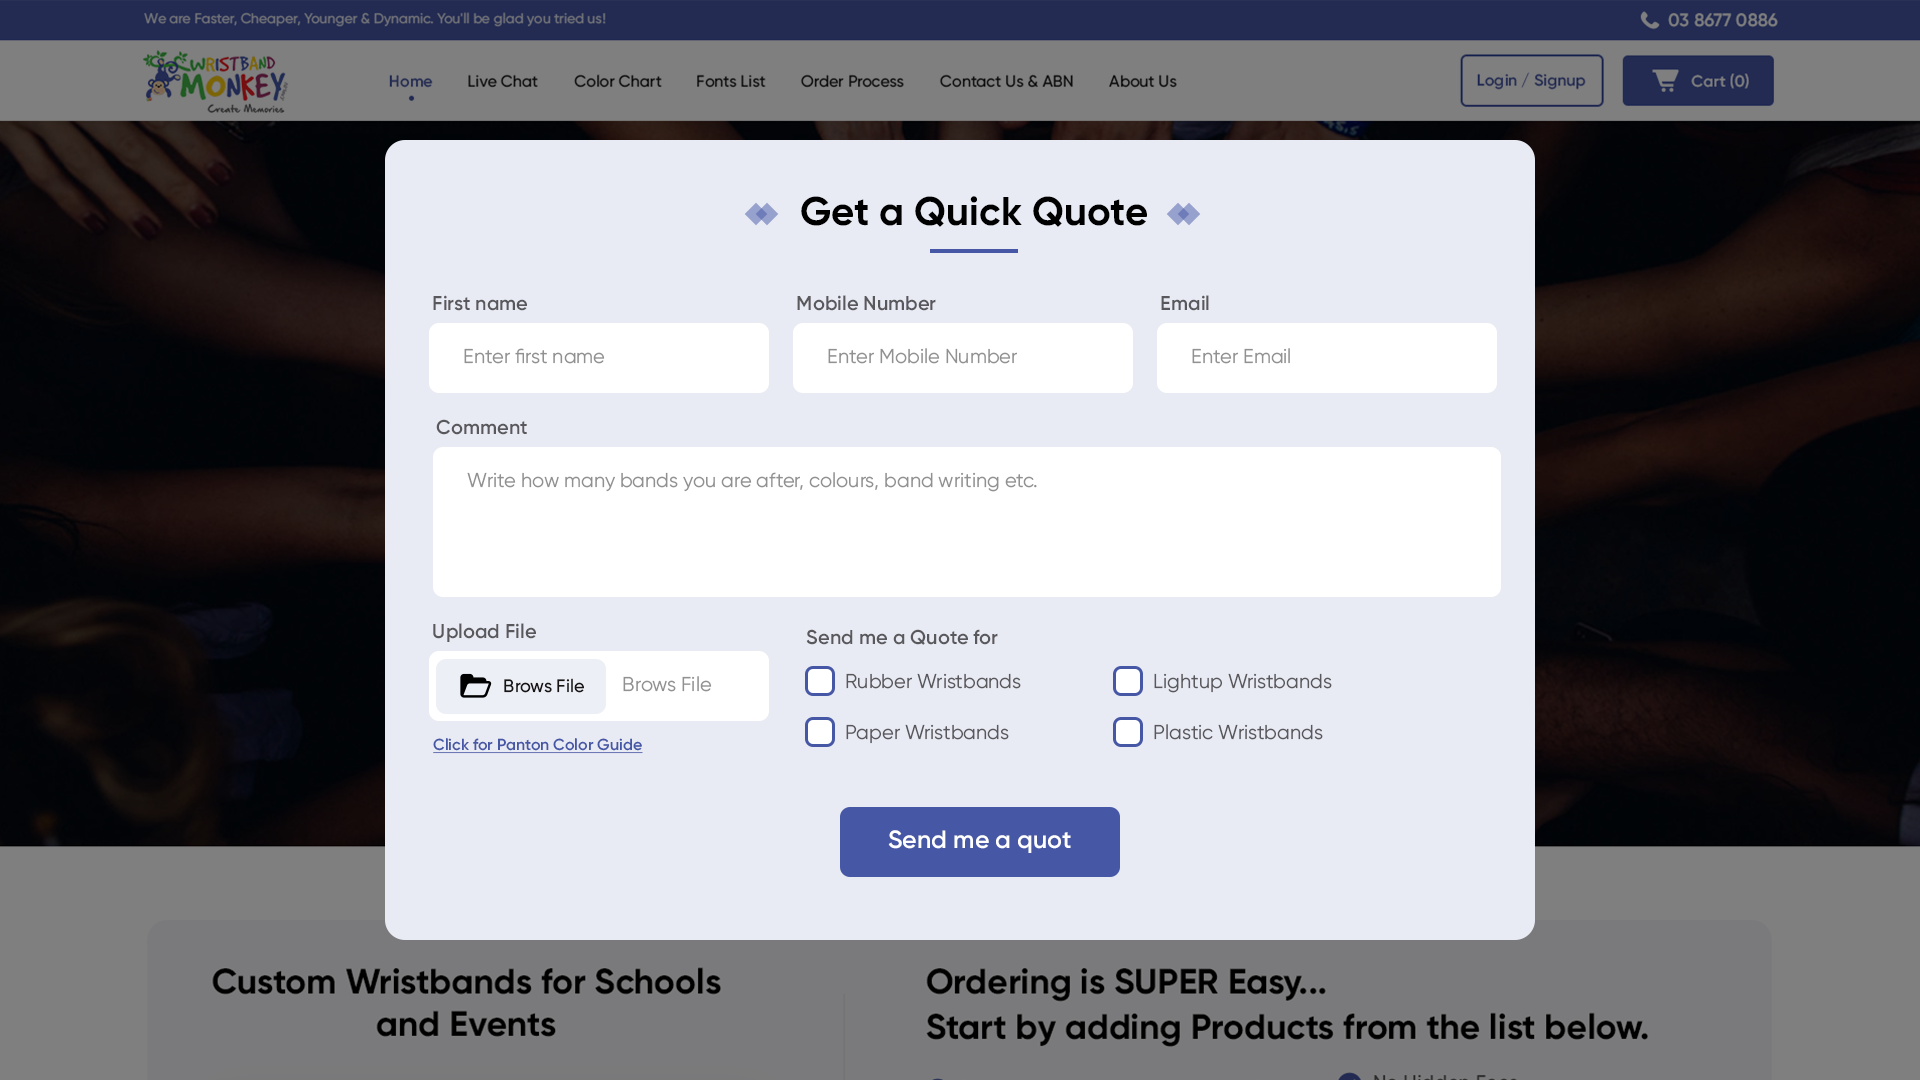 We are Faster, Cheaper, Younger & Dynamic. You'll be glad you tried us!
03 8677 0886
WRISTBAND
MONKEY
Create Memories
Home
Live Chat
Color Chart
Fonts List
Order Process
Contact Us & ABN
About Us
Login / Signup
Cart (0)
Get a Quick Quote
First name
Mobile Number
Email
Enter first name
Enter Mobile Number
Enter Email
Comment
Write how many bands you are after, colours, band writing etc.
Upload File
Brows File
Brows File
Click for Panton Color Guide
Send me a Quote for
Rubber Wristbands
Lightup Wristbands
Paper Wristbands
Plastic Wristbands
Send me a quot
Custom Wristbands for Schools
and Events
Ordering is SUPER Easy...
Start by adding Products from the list below.
No Hidden Fees